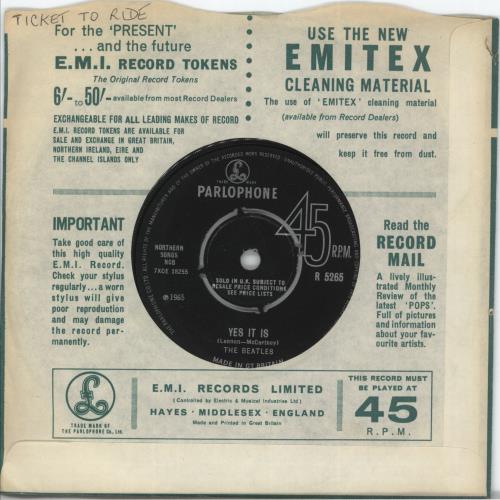 TICKET TO RIDE
For the 'PRESENT'
... and the future
E.M.I. RECORD TOKENS
The Original Record Tokens
6/- to 50/- available from most Record Dealers
EXCHANGEABLE FOR ALL LEADING MAKES OF RECORD
E.M.I. RECORD TOKENS ARE AVAILABLE FOR
SALE AND EXCHANGE IN GREAT BRITAIN,
NORTHERN IRELAND, EIRE AND
THE CHANNEL ISLANDS ONLY
USE THE NEW
EMITEX
CLEANING MATERIAL
The use of 'EMITEX' cleaning material
(available from Record Dealers)
will preserve this record and
keep it free from dust.
IMPORTANT
Take good care of
this high quality
E.M.I. Record.
Check your stylus
regularly... a worn
stylus will give
poor reproduction
and may damage
the record per-
manently.
TRADE MARK
PARLOPHONE
45
R.P.M.
R 5265
NORTHERN
SONGS
NCB
7XCE 18255
SOLD IN U.K. SUBJECT TO
RESALE PRICE CONDITIONS
SEE PRICE LISTS
℗1965
YES IT IS
(Lennon—McCartney)
THE BEATLES
MADE IN GT. BRITAIN
Read the
RECORD
MAIL
A lively illus-
trated Monthly
Review of the
latest 'POPS'.
Full of pictures
and information
about your fav-
ourite artists.
TRADE MARK OF
THE PARLOPHONE Co., Ltd.
E.M.I. RECORDS LIMITED
(Controlled by Electric & Musical Industries Ltd.)
HAYES · MIDDLESEX · ENGLAND
Made and Printed in Great Britain
THIS RECORD MUST
BE PLAYED AT
45
R.P.M.